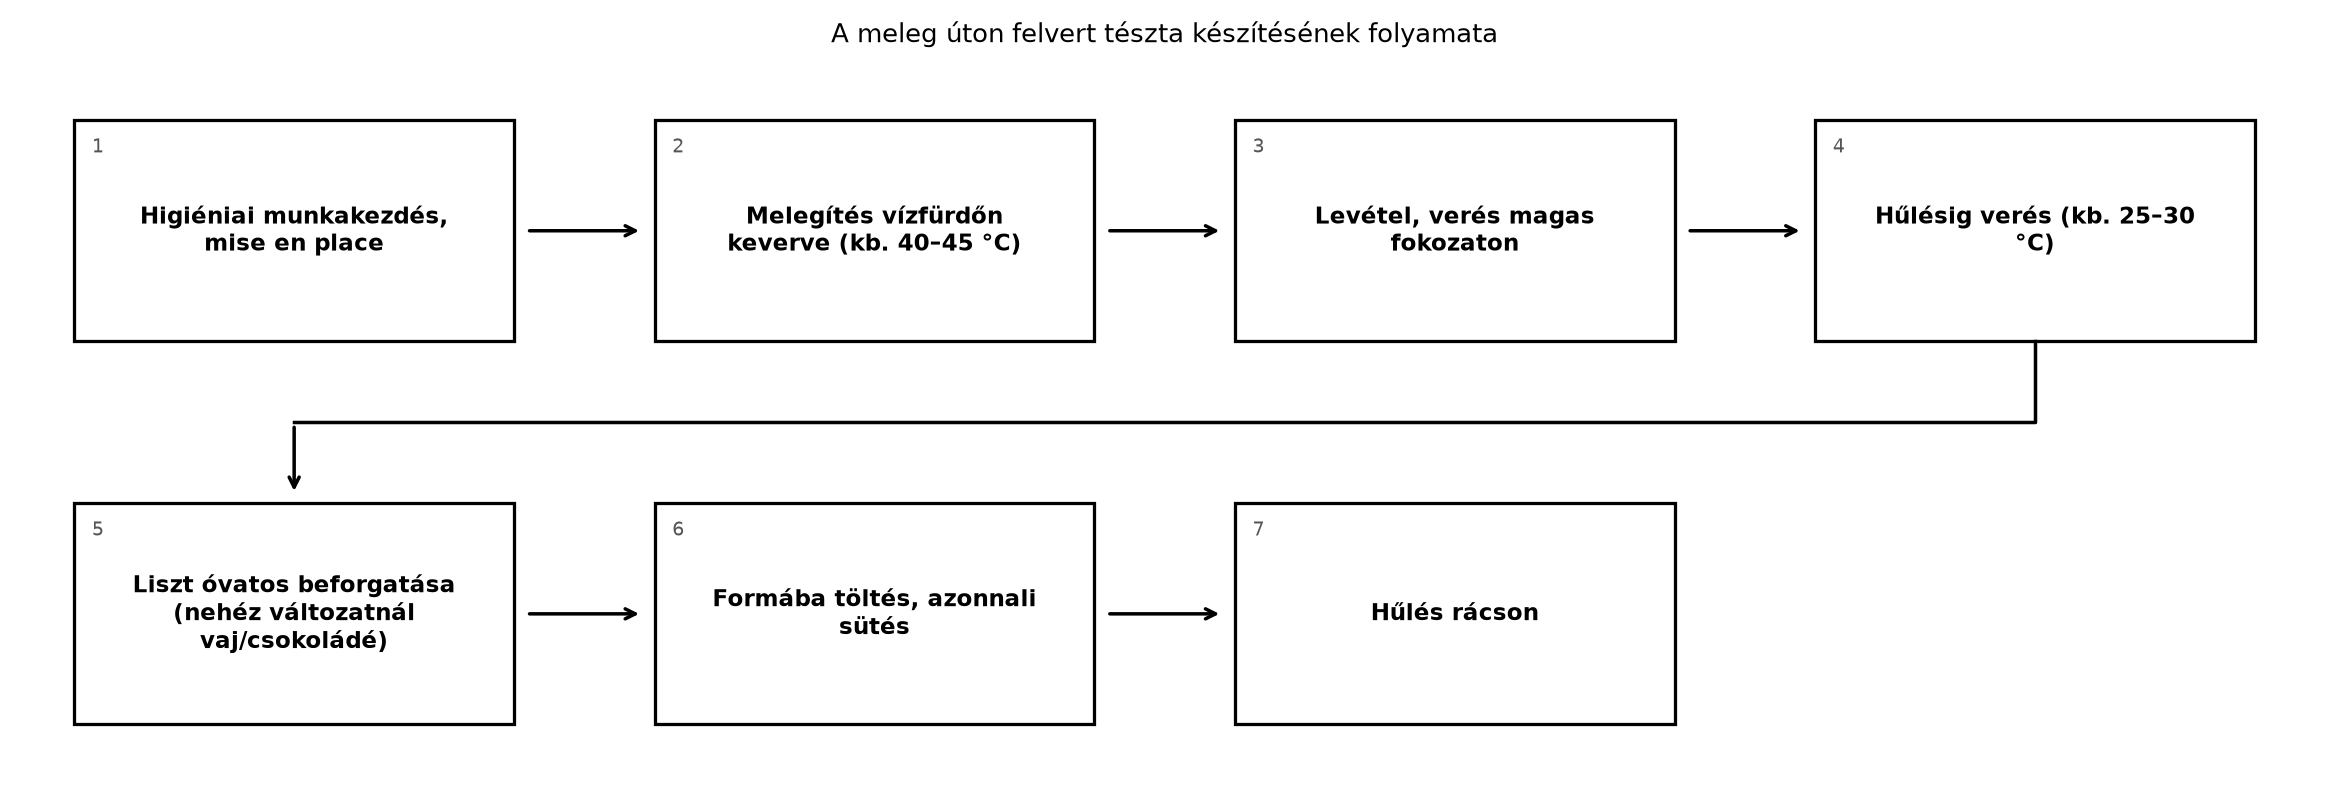 A meleg úton felvert tészta készítésének folyamata
1
Higiéniai munkakezdés,
mise en place
2
Melegítés vízfürdőn
keverve (kb. 40–45 °C)
3
Levétel, verés magas
fokozaton
4
Hűlésig verés (kb. 25–30
°C)
5
Liszt óvatos beforgatása
(nehéz változatnál
vaj/csokoládé)
6
Formába töltés, azonnali
sütés
7
Hűlés rácson